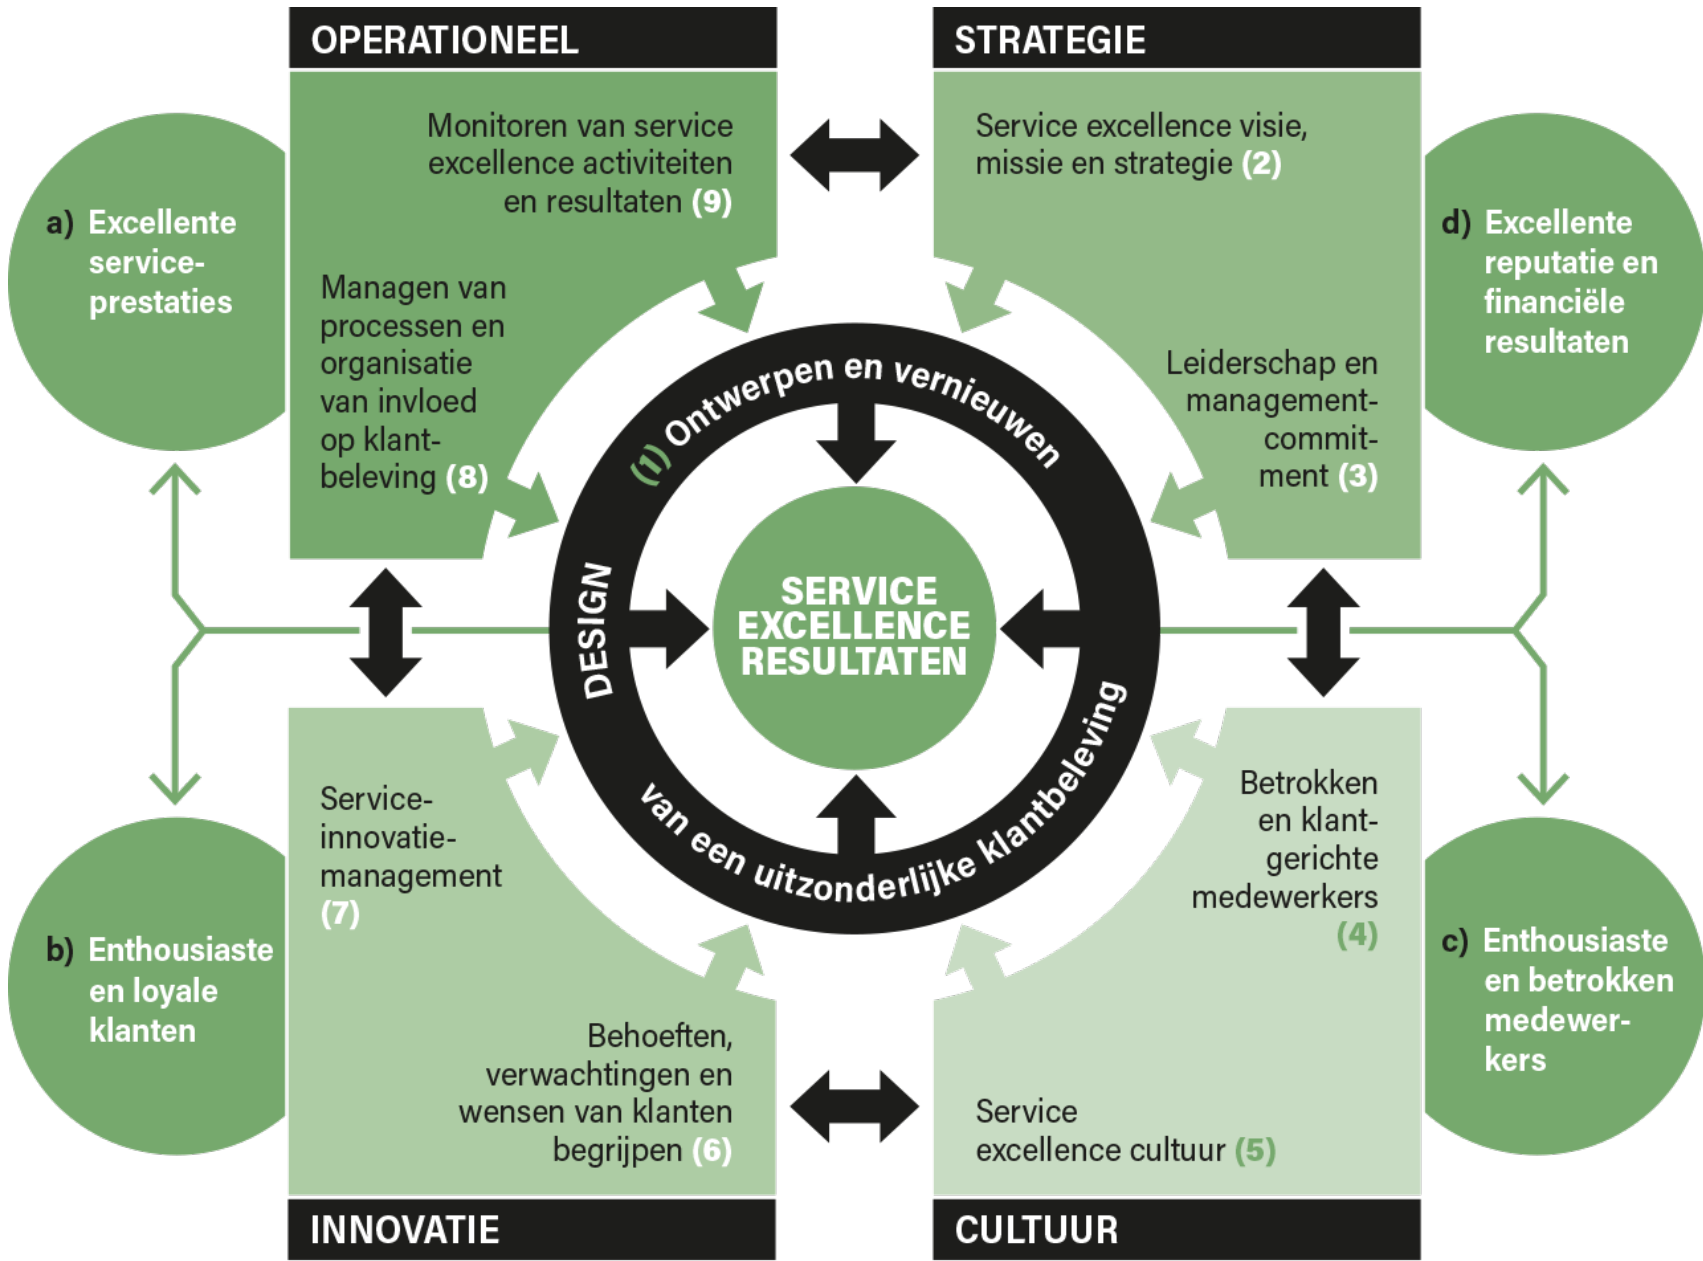 OPERATIONEEL
Monitoren van service
excellence activiteiten
en resultaten (9)
Managen van
processen en
organisatie
van invloed
op klant-
beleving (8)
STRATEGIE
Service excellence visie,
missie en strategie (2)
Leiderschap en
management-
commit-
ment (3)
a) Excellente
service-
prestaties
d) Excellente
reputatie en
financiële
resultaten
DESIGN
(1) Ontwerpen en vernieuwen
van een uitzonderlijke klantbeleving
SERVICE
EXCELLENCE
RESULTATEN
Service-
innovatie-
management
(7)
Behoeften,
verwachtingen en
wensen van klanten
begrijpen (6)
INNOVATIE
Betrokken
en klant-
gerichte
medewerkers
(4)
Service
excellence cultuur (5)
CULTUUR
b) Enthousiaste
en loyale
klanten
c) Enthousiaste
en betrokken
medewer-
kers